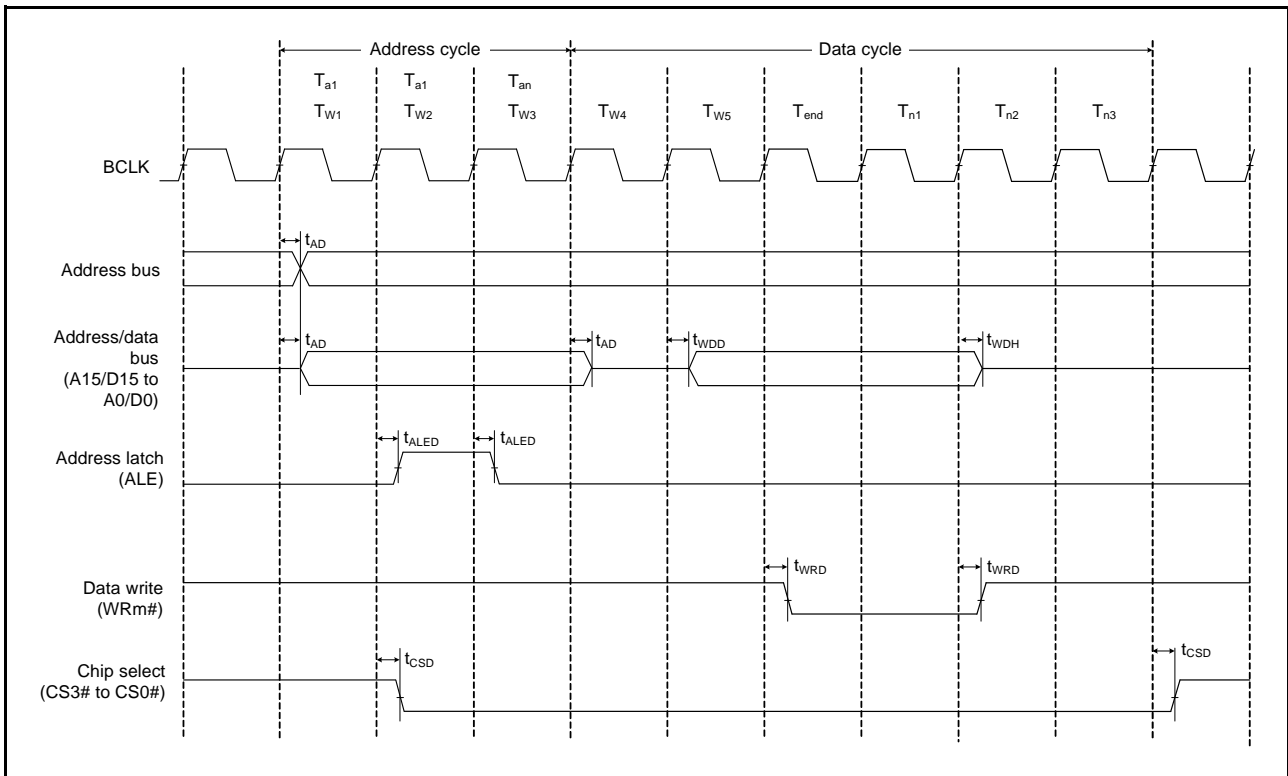 Address cycle Data cycle
Ta1 Ta1 Tan
TW1 TW2 TW3 TW4 TW5 Tend Tn1 Tn2 Tn3
BCLK
tAD
Address bus
Address/data
bus
(A15/D15 to
A0/D0)
tAD tAD tWDD tWDH
tALED tALED
Address latch
(ALE)
tWRD tWRD
Data write
(WRm#)
tCSD tCSD
Chip select
(CS3# to CS0#)